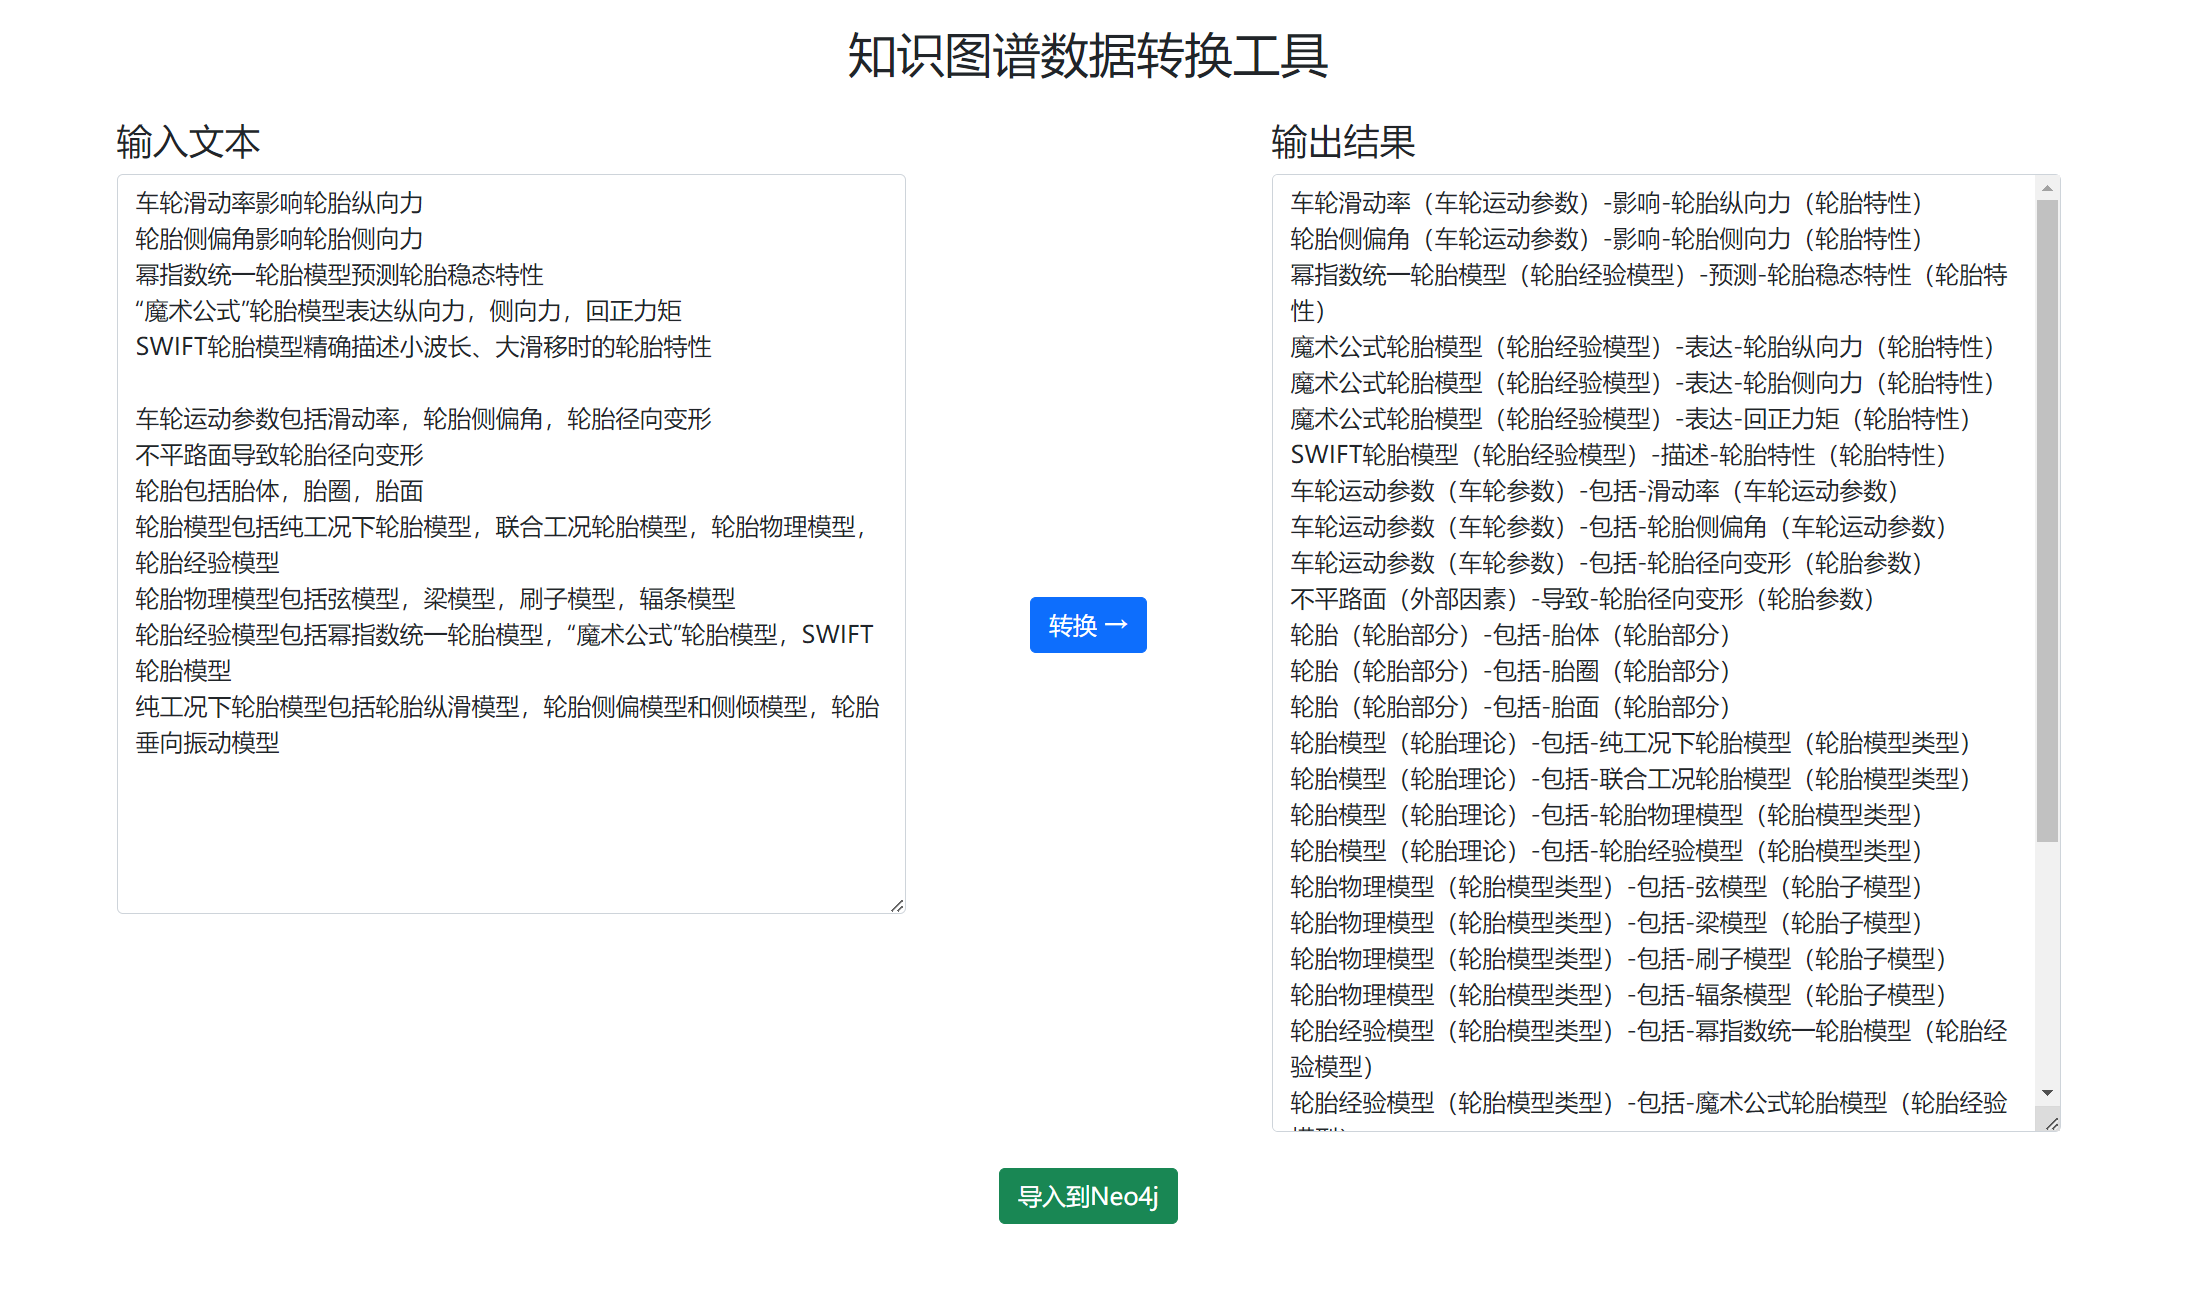 知识图谱数据转换工具
输入文本
车轮滑动率影响轮胎纵向力
轮胎侧偏角影响轮胎侧向力
幂指数统一轮胎模型预测轮胎稳态特性
“魔术公式”轮胎模型表达纵向力，侧向力，回正力矩
SWIFT轮胎模型精确描述小波长、大滑移时的轮胎特性
车轮运动参数包括滑动率，轮胎侧偏角，轮胎径向变形
不平路面导致轮胎径向变形
轮胎包括胎体，胎圈，胎面
轮胎模型包括纯工况下轮胎模型，联合工况轮胎模型，轮胎物理模型，
轮胎经验模型
轮胎物理模型包括弦模型，梁模型，刷子模型，辐条模型
轮胎经验模型包括幂指数统一轮胎模型，“魔术公式”轮胎模型，SWIFT
轮胎模型
纯工况下轮胎模型包括轮胎纵滑模型，轮胎侧偏模型和侧倾模型，轮胎
垂向振动模型
转换 →
输出结果
车轮滑动率（车轮运动参数）-影响-轮胎纵向力（轮胎特性）
轮胎侧偏角（车轮运动参数）-影响-轮胎侧向力（轮胎特性）
幂指数统一轮胎模型（轮胎经验模型）-预测-轮胎稳态特性（轮胎特
性）
魔术公式轮胎模型（轮胎经验模型）-表达-轮胎纵向力（轮胎特性）
魔术公式轮胎模型（轮胎经验模型）-表达-轮胎侧向力（轮胎特性）
魔术公式轮胎模型（轮胎经验模型）-表达-回正力矩（轮胎特性）
SWIFT轮胎模型（轮胎经验模型）-描述-轮胎特性（轮胎特性）
车轮运动参数（车轮参数）-包括-滑动率（车轮运动参数）
车轮运动参数（车轮参数）-包括-轮胎侧偏角（车轮运动参数）
车轮运动参数（车轮参数）-包括-轮胎径向变形（轮胎参数）
不平路面（外部因素）-导致-轮胎径向变形（轮胎参数）
轮胎（轮胎部分）-包括-胎体（轮胎部分）
轮胎（轮胎部分）-包括-胎圈（轮胎部分）
轮胎（轮胎部分）-包括-胎面（轮胎部分）
轮胎模型（轮胎理论）-包括-纯工况下轮胎模型（轮胎模型类型）
轮胎模型（轮胎理论）-包括-联合工况轮胎模型（轮胎模型类型）
轮胎模型（轮胎理论）-包括-轮胎物理模型（轮胎模型类型）
轮胎模型（轮胎理论）-包括-轮胎经验模型（轮胎模型类型）
轮胎物理模型（轮胎模型类型）-包括-弦模型（轮胎子模型）
轮胎物理模型（轮胎模型类型）-包括-梁模型（轮胎子模型）
轮胎物理模型（轮胎模型类型）-包括-刷子模型（轮胎子模型）
轮胎物理模型（轮胎模型类型）-包括-辐条模型（轮胎子模型）
轮胎经验模型（轮胎模型类型）-包括-幂指数统一轮胎模型（轮胎经
验模型）
轮胎经验模型（轮胎模型类型）-包括-魔术公式轮胎模型（轮胎经验
导入到Neo4j